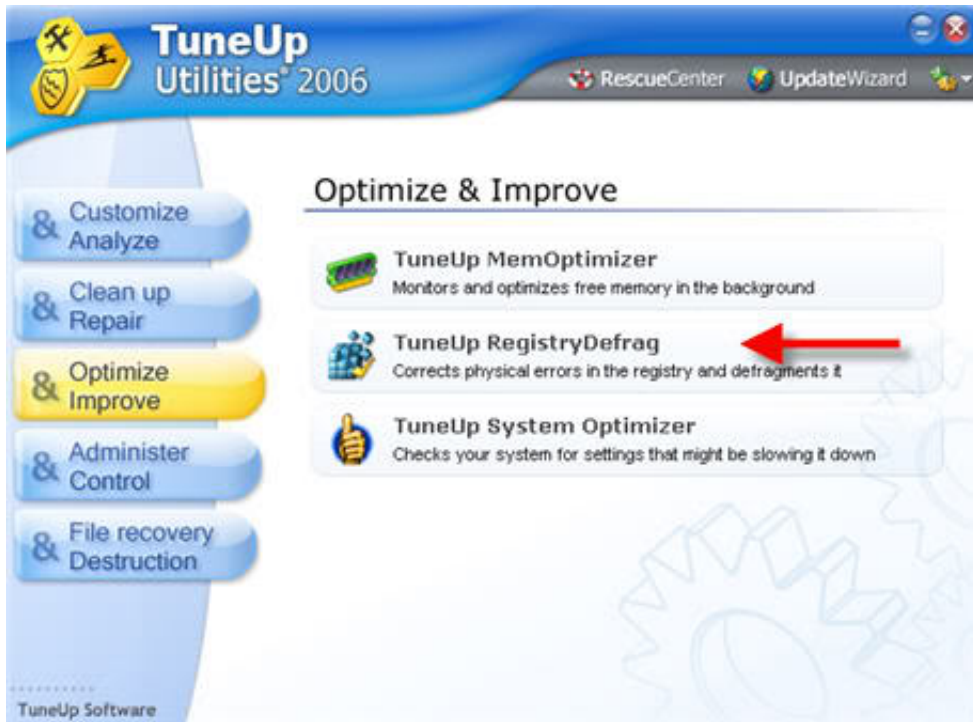 TuneUp
Utilities® 2006
RescueCenter UpdateWizard
Optimize & Improve
& Customize
Analyze
& Clean up
Repair
& Optimize
Improve
& Administer
Control
& File recovery
Destruction
TuneUp MemOptimizer
Monitors and optimizes free memory in the background
TuneUp RegistryDefrag
Corrects physical errors in the registry and defragments it
TuneUp System Optimizer
Checks your system for settings that might be slowing it down
TuneUp Software